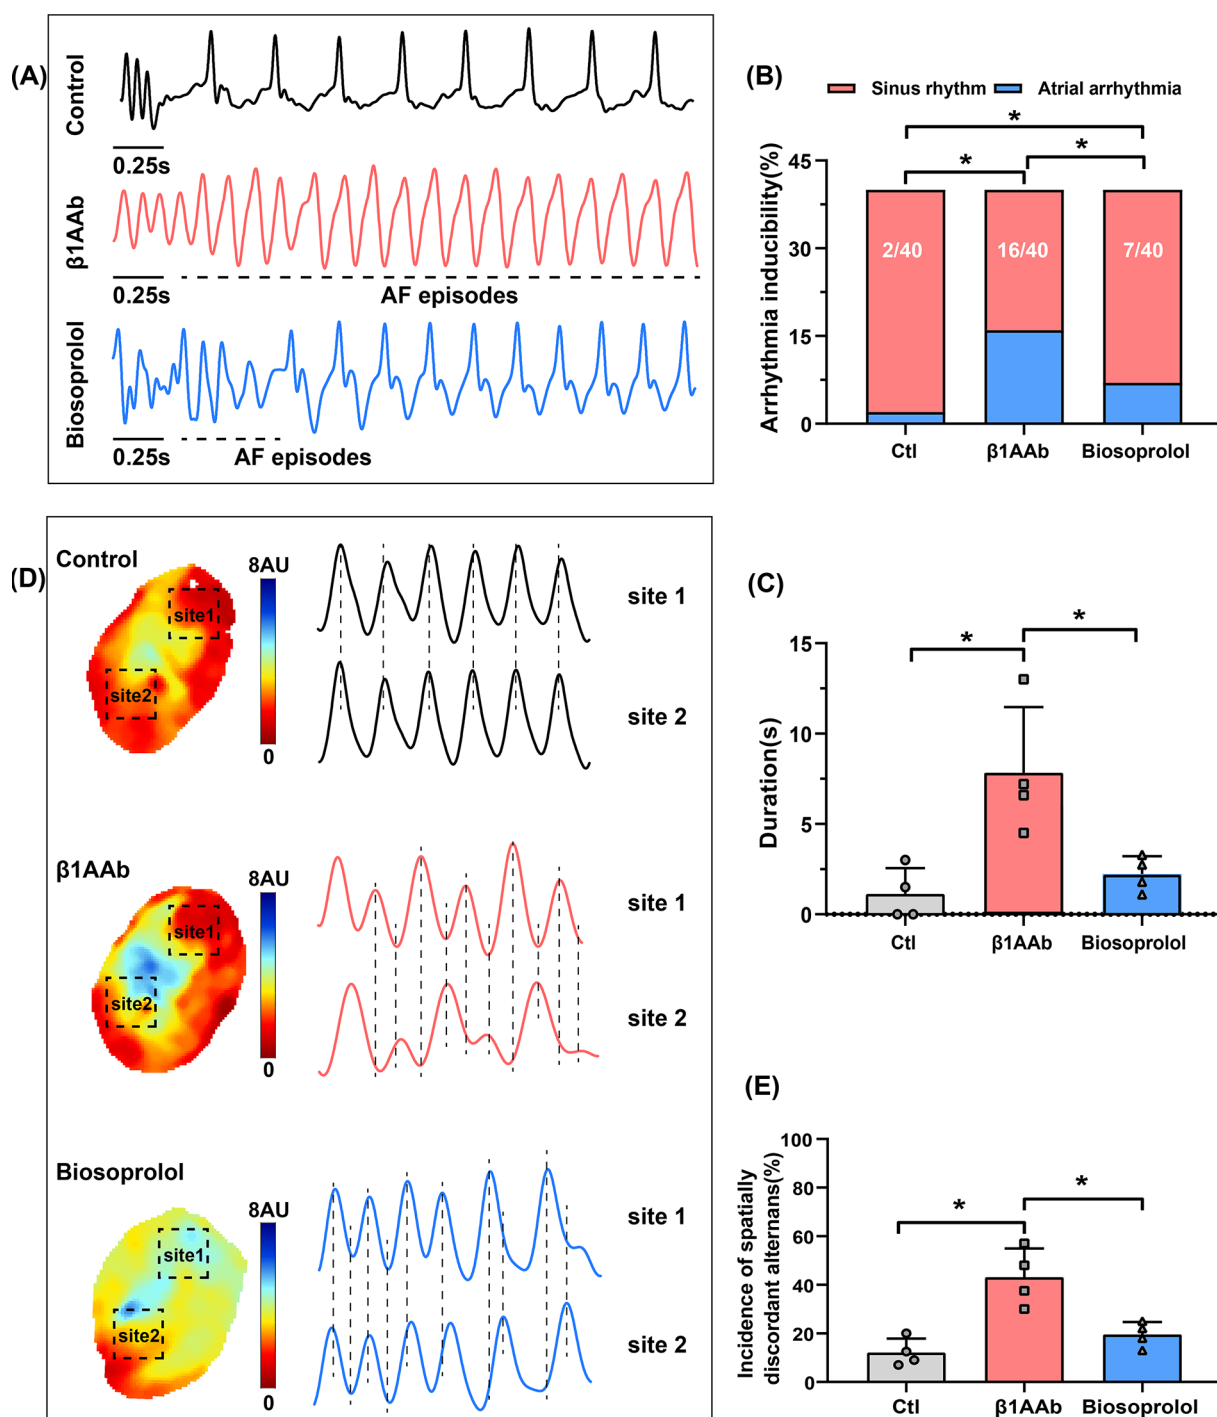 (A)
Control
0.25s
β1AAb
0.25s
AF episodes
Biosoprolol
0.25s
AF episodes
(B)
Sinus rhythm
Atrial arrhythmia
*
*
*
Arrhythmia inducibility(%)
45
30
15
0
2/40
16/40
7/40
Ctl
β1AAb
Biosoprolol
(D)
Control
8AU
0
site1
site2
site 1
site 2
β1AAb
8AU
0
site1
site2
site 1
site 2
Biosoprolol
8AU
0
site1
site2
site 1
site 2
(C)
*
*
Duration(s)
15
10
5
0
Ctl
β1AAb
Biosoprolol
(E)
*
*
Incidence of spatially
discordant alternans(%)
100
80
60
40
20
0
Ctl
β1AAb
Biosoprolol